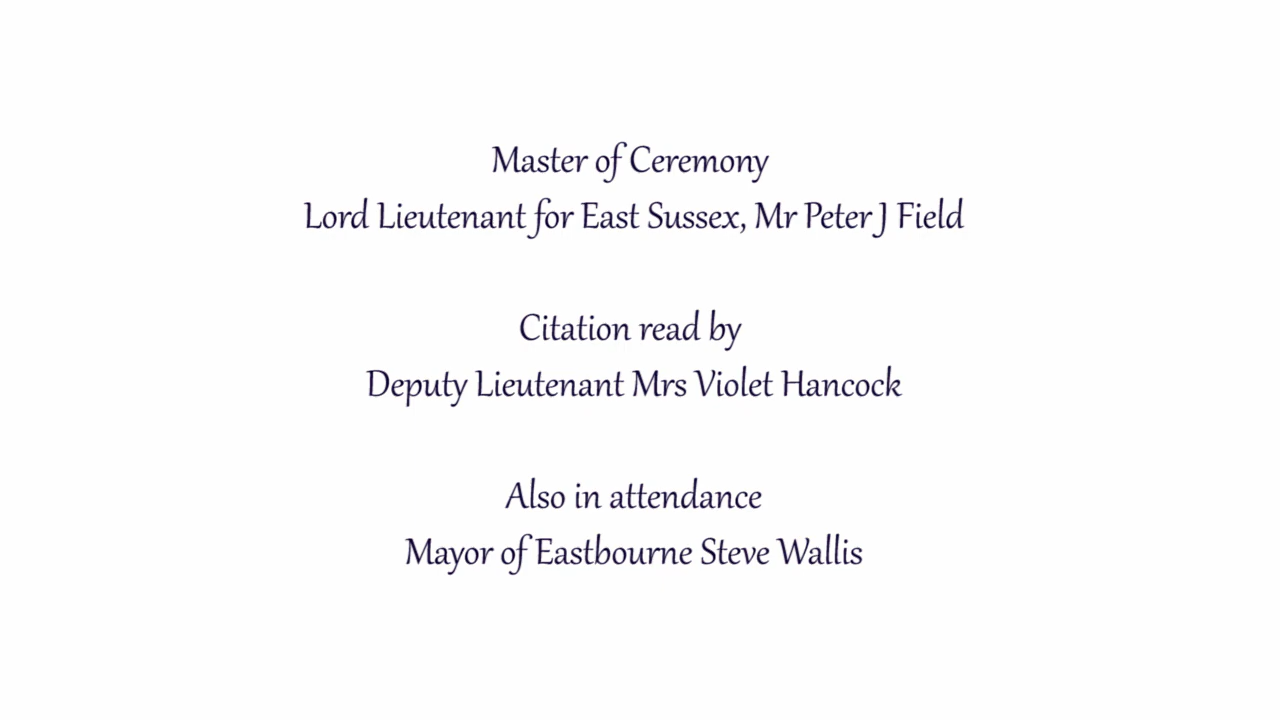 Master of Ceremony
Lord Lieutenant for East Sussex, Mr Peter J Field
Citation read by
Deputy Lieutenant Mrs Violet Hancock
Also in attendance
Mayor of Eastbourne Steve Wallis